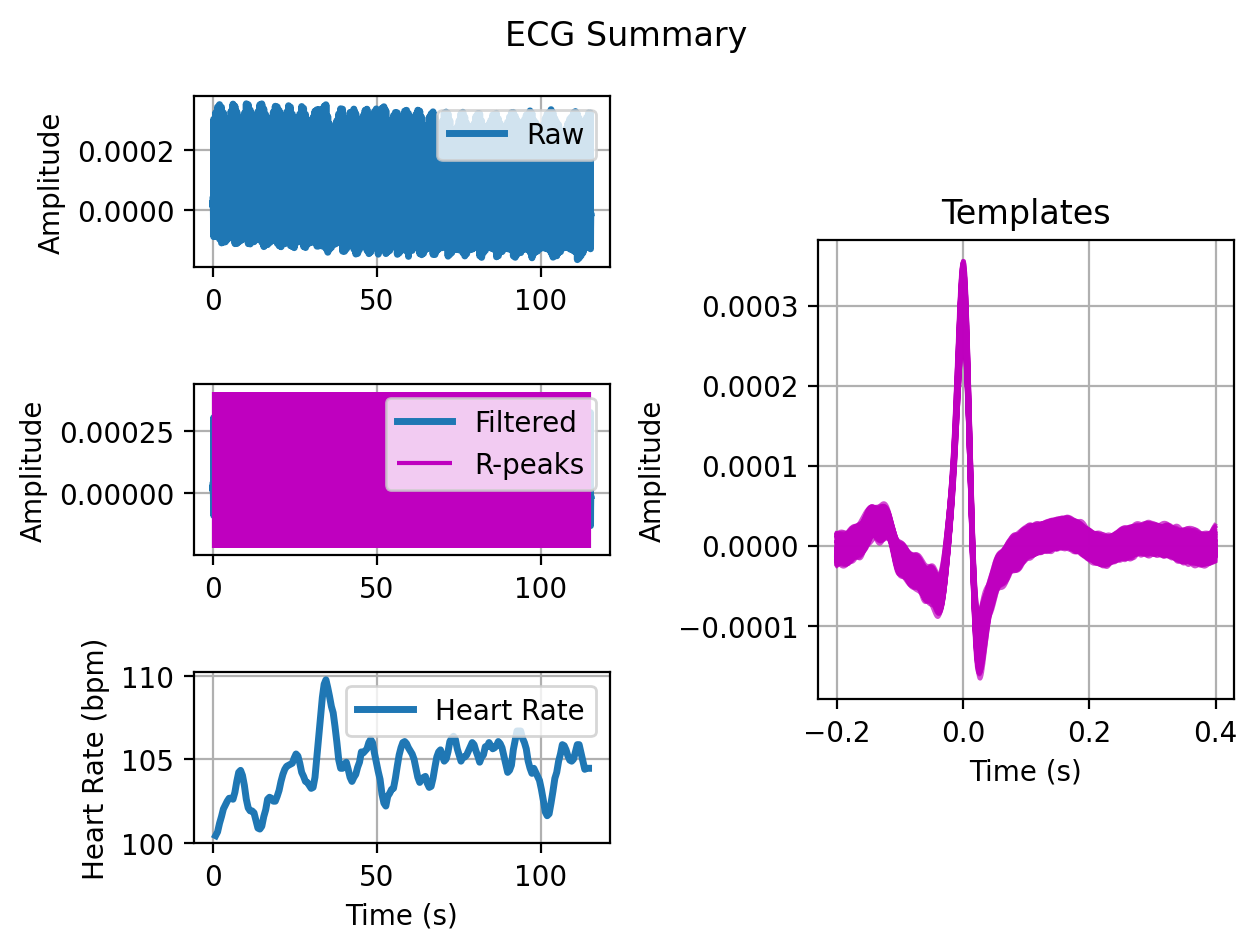 ECG Summary
Amplitude
0.0002
0.0000
Raw
0
50
100
Amplitude
0.00025
0.00000
Filtered
R-peaks
0
50
100
Heart Rate (bpm)
110
105
100
Heart Rate
0
50
100
Time (s)
Templates
Amplitude
0.0003
0.0002
0.0001
0.0000
−0.0001
−0.2
0.0
0.2
0.4
Time (s)